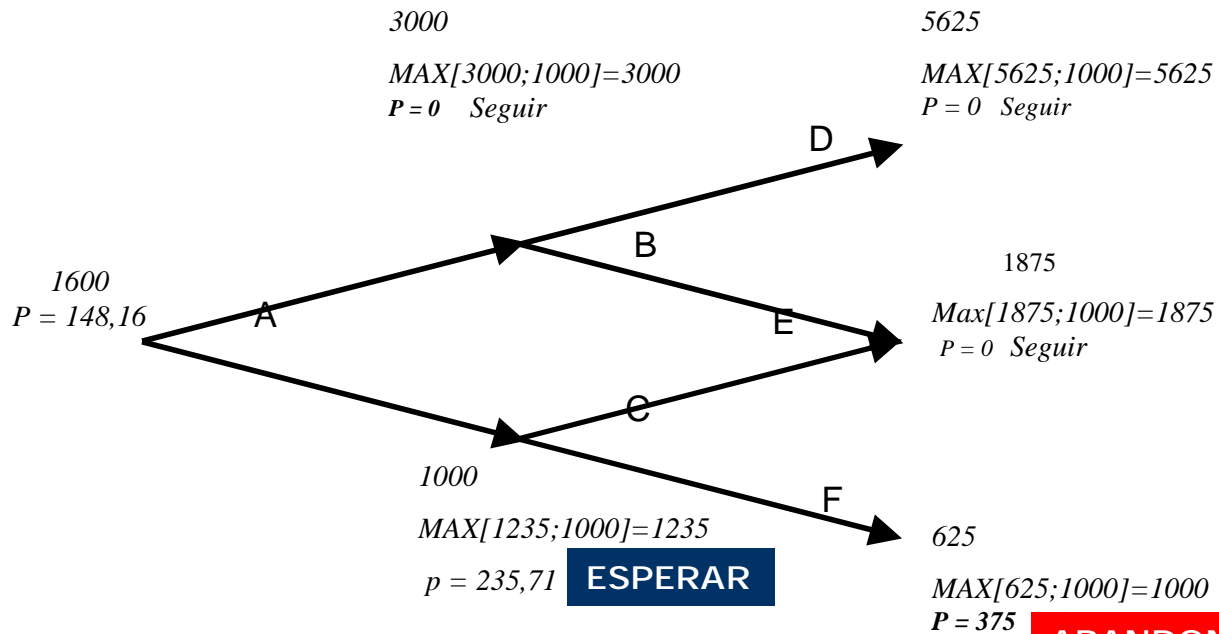 3000
MAX[3000;1000]=3000
P = 0 Seguir
5625
MAX[5625;1000]=5625
P = 0 Seguir
D
B
1600
P = 148,16
A
1875
Max[1875;1000]=1875
P = 0 Seguir
E
C
1000
MAX[1235;1000]=1235
p = 235,71 ESPERAR
F
625
MAX[625;1000]=1000
P = 375